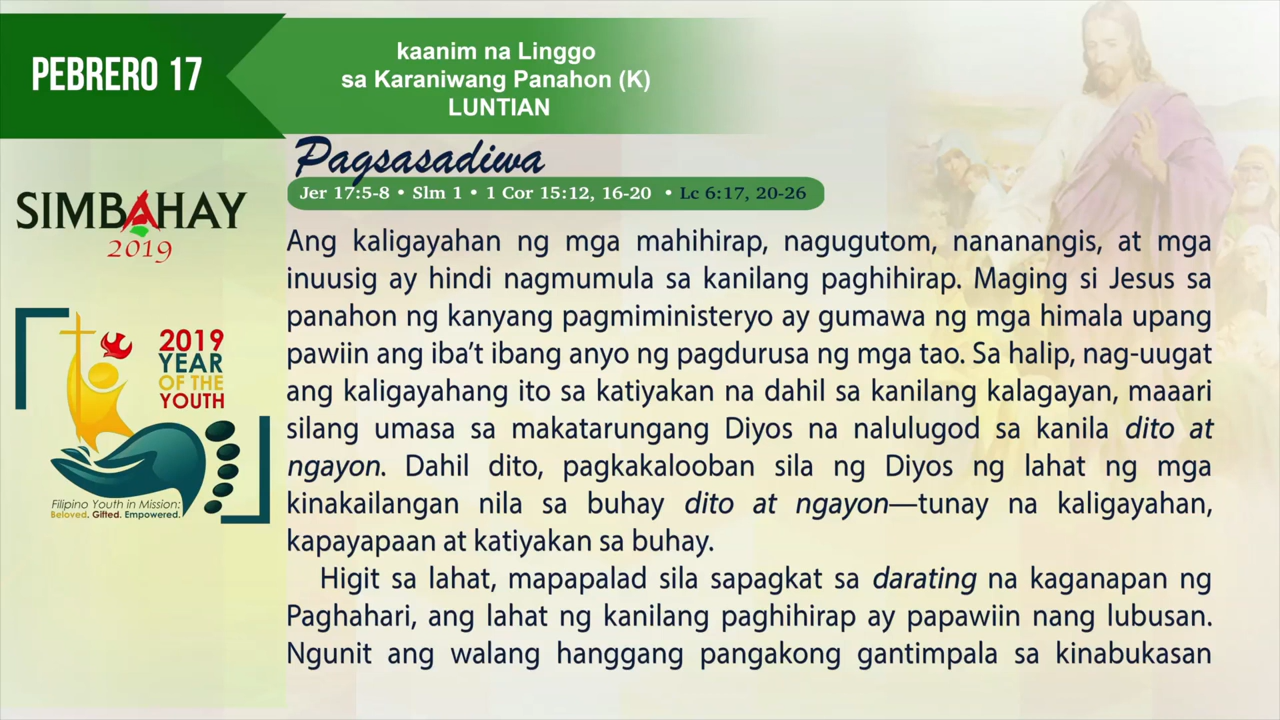 PEBRERO 17
kaanim na Linggo
sa Karaniwang Panahon (K)
LUNTIAN
SIMBAHAY
2019
2019
YEAR
OF THE
YOUTH
Filipino Youth in Mission:
Beloved. Gifted. Empowered.
Pagsasadiwa
Jer 17:5-8 • Slm 1 • 1 Cor 15:12, 16-20 • Lc 6:17, 20-26
Ang kaligayahan ng mga mahihirap, nagugutom, nananangis, at mga
inuusig ay hindi nagmumula sa kanilang paghihirap. Maging si Jesus sa
panahon ng kanyang pagmiministeryo ay gumawa ng mga himala upang
pawiin ang iba’t ibang anyo ng pagdurusa ng mga tao. Sa halip, nag-uugat
ang kaligayahang ito sa katiyakan na dahil sa kanilang kalagayan, maaari
silang umasa sa makatarungang Diyos na nalulugod sa kanila dito at
ngayon. Dahil dito, pagkakalooban sila ng Diyos ng lahat ng mga
kinakailangan nila sa buhay dito at ngayon—tunay na kaligayahan,
kapayapaan at katiyakan sa buhay.
Higit sa lahat, mapapalad sila sapagkat sa darating na kaganapan ng
Paghahari, ang lahat ng kanilang paghihirap ay papawiin nang lubusan.
Ngunit ang walang hanggang pangakong gantimpala sa kinabukasan